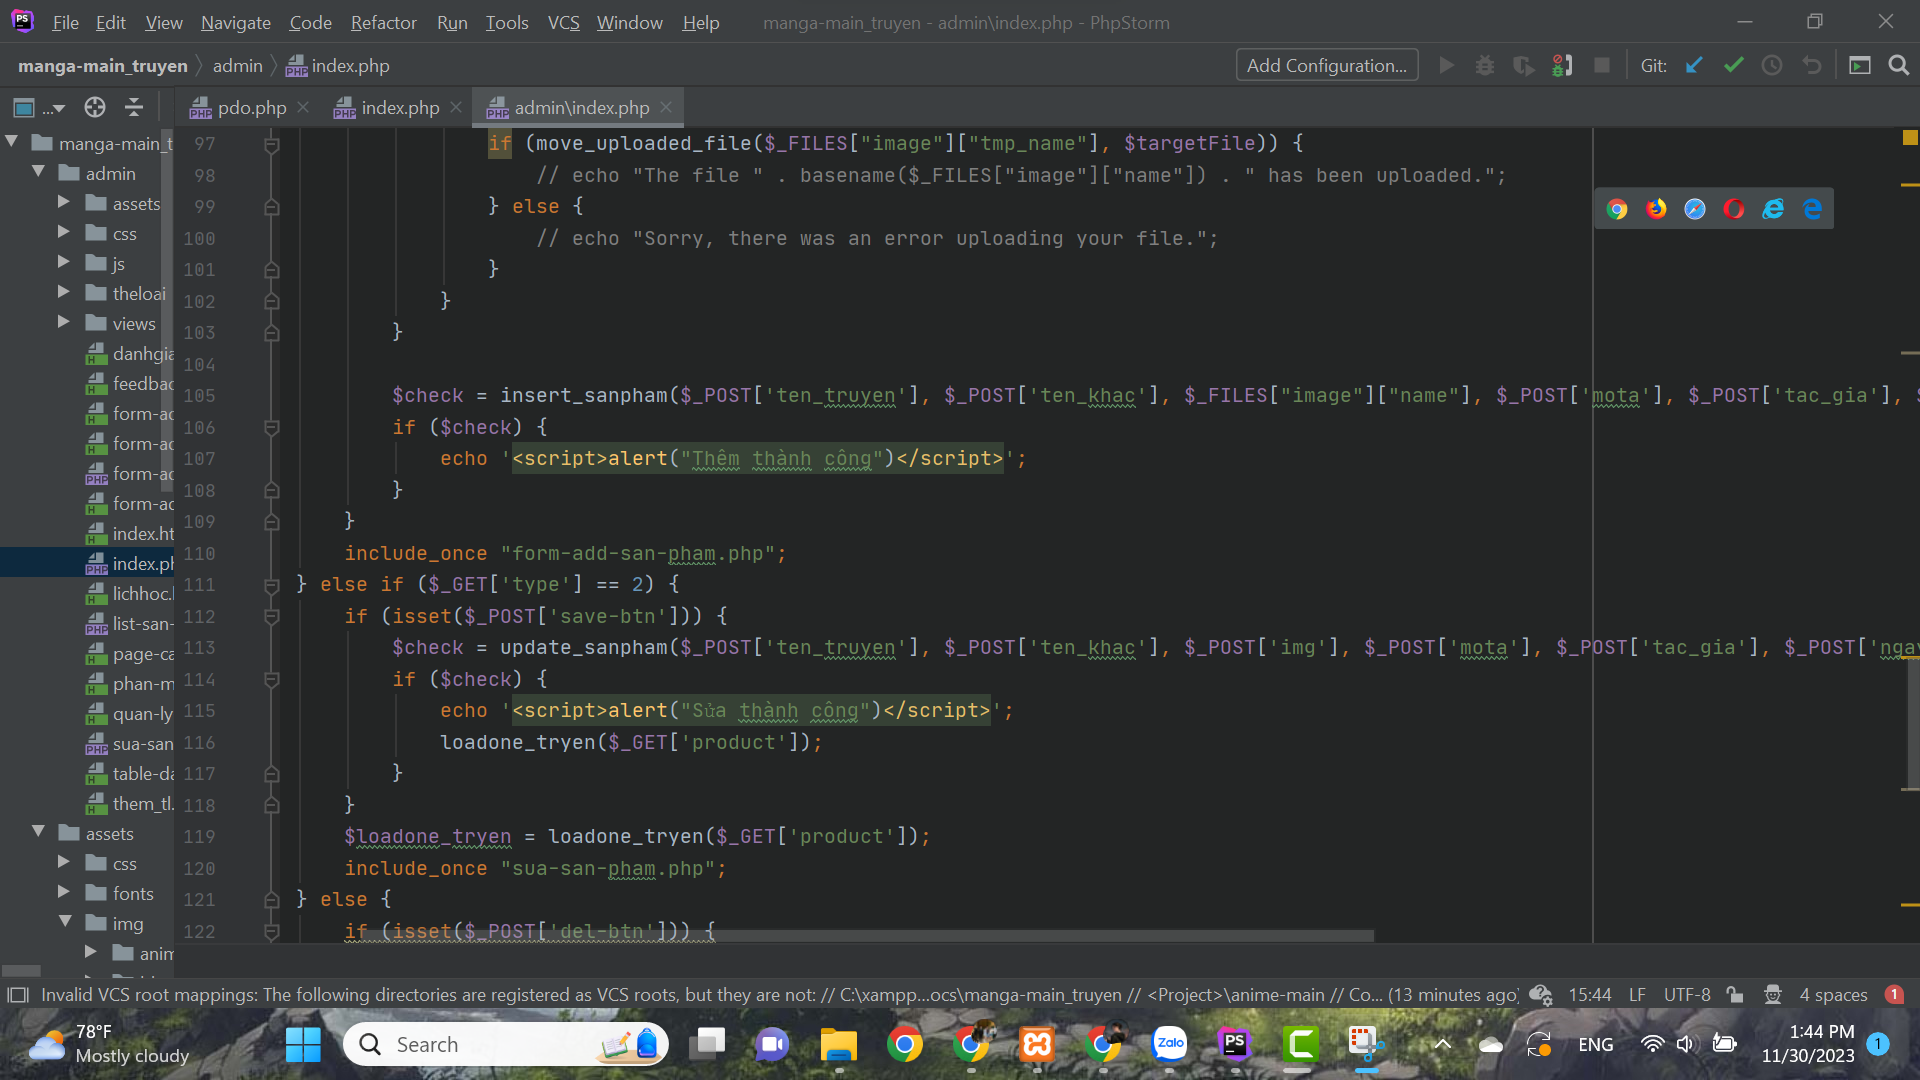 File Edit View Navigate Code Refactor Run Tools VCS Window Help manga-main_truyen - admin\index.php - PhpStorm
manga-main_truyen admin index.php Add Configuration... Git:
... pdo.php index.php admin\index.php
manga-main_t
admin
assets
css
js
theloai
views
danhgia
feedbac
form-ad
form-ad
form-ad
form-ad
index.ht
index.ph
lichhoc.
list-san-
page-ca
phan-m
quan-ly
sua-san
table-da
them_tl.
assets
css
fonts
img
anim
97 if (move_uploaded_file($_FILES["image"]["tmp_name"], $targetFile)) {
98 // echo "The file " . basename($_FILES["image"]["name"]) . " has been uploaded.";
99 } else {
100 // echo "Sorry, there was an error uploading your file.";
101 }
102 }
103 }
104
105 $check = insert_sanpham($_POST['ten_truyen'], $_POST['ten_khac'], $_FILES["image"]["name"], $_POST['mota'], $_POST['tac_gia'], $
106 if ($check) {
107 echo '<script>alert("Thêm thành công")</script>';
108 }
109 }
110 include_once "form-add-san-pham.php";
111 } else if ($_GET['type'] == 2) {
112 if (isset($_POST['save-btn'])) {
113 $check = update_sanpham($_POST['ten_truyen'], $_POST['ten_khac'], $_POST['img'], $_POST['mota'], $_POST['tac_gia'], $_POST['ngay
114 if ($check) {
115 echo '<script>alert("Sửa thành công")</script>';
116 loadone_tryen($_GET['product']);
117 }
118 }
119 $loadone_tryen = loadone_tryen($_GET['product']);
120 include_once "sua-san-pham.php";
121 } else {
122 if (isset($_POST['del-btn'])) {
Invalid VCS root mappings: The following directories are registered as VCS roots, but they are not: // C:\xampp...ocs\manga-main_truyen // <Project>\anime-main // Co... (13 minutes ago) 15:44 LF UTF-8 4 spaces 1
78°F
Mostly cloudy
Search
Zalo
PS
ENG
1:44 PM
11/30/2023
1